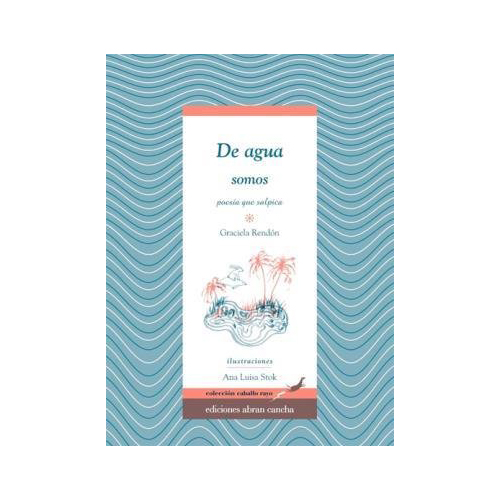 De agua
somos
poesía que salpica
Graciela Rendón
ilustraciones
Ana Luisa Stok
colección caballo rayo
ediciones abran cancha